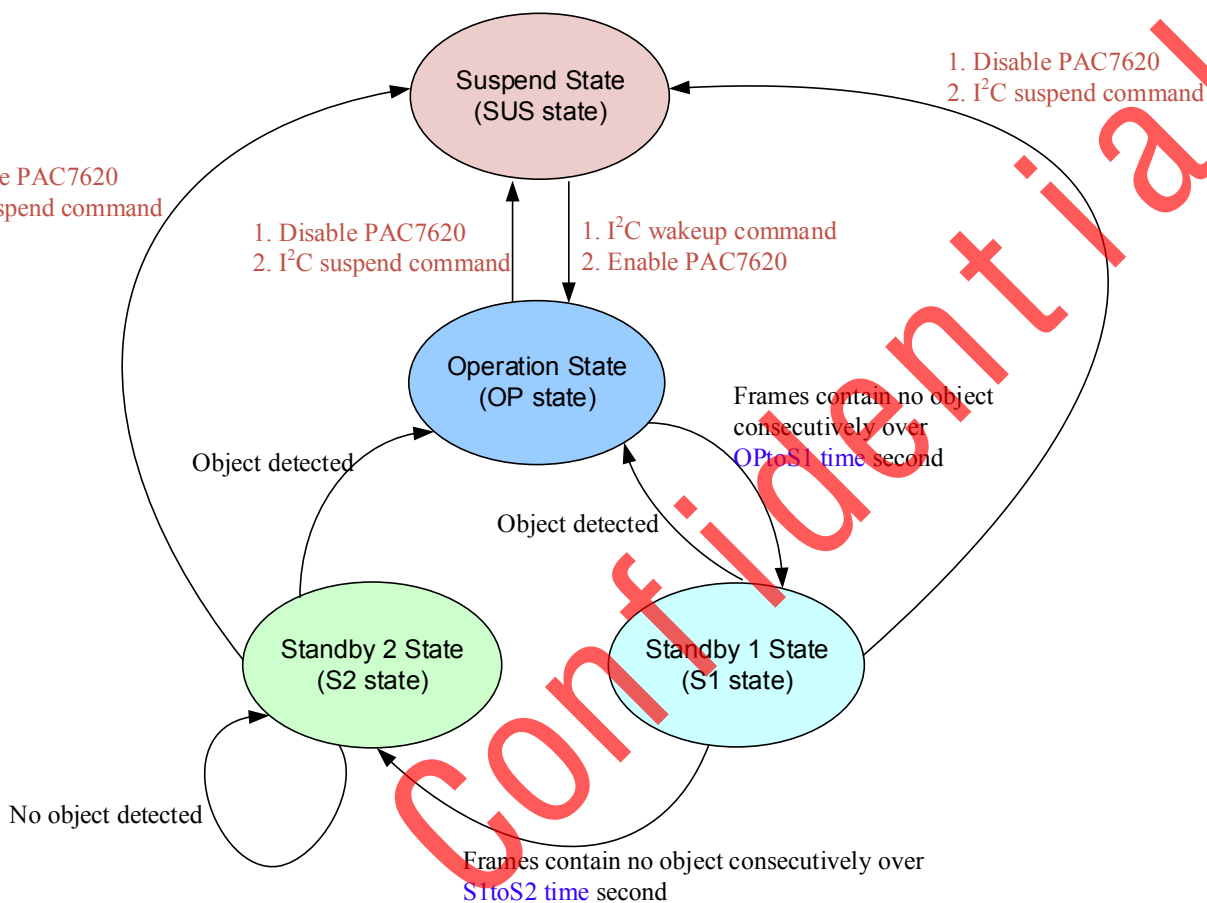 Suspend State
(SUS state)
1. Disable PAC7620
2. I²C suspend command
PAC7620
command
1. Disable PAC7620
2. I²C suspend command
1. I²C wakeup command
2. Enable PAC7620
Operation State
(OP state)
Frames contain no object
consecutively over
OPtoS1 time second
Object detected
Object detected
Standby 2 State
(S2 state)
Standby 1 State
(S1 state)
No object detected
Frames contain no object consecutively over
S1toS2 time second
Confidential